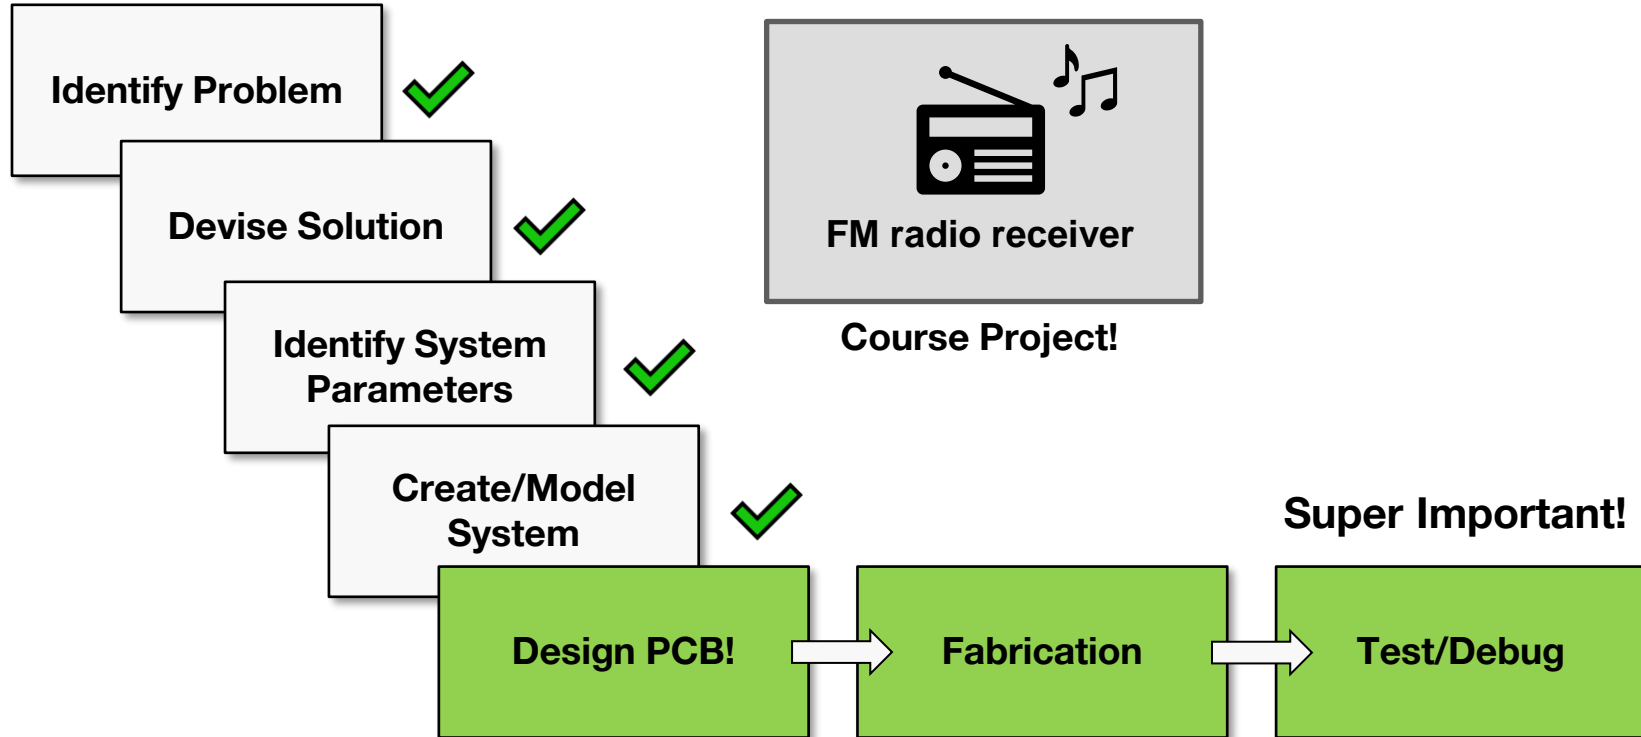 Identify Problem
Devise Solution
Identify System
Parameters
Create/Model
System
FM radio receiver
Course Project!
Super Important!
Design PCB!
Fabrication
Test/Debug